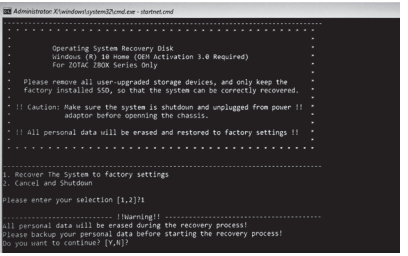 Administrator: X:\windows\system32\cmd.exe - startnet.cmd
Operating System Recovery Disk
Windows (R) 10 Home (OEM Activation 3.0 Required)
For ZOTAC ZBOX Series Only
Please remove all user-upgraded storage devices, and only keep the
factory installed SSD, so that the system can be correctly recovered.
!! Caution: Make sure the system is shutdown and unplugged from power !!
adaptor before openning the chassis.
!! All personal data will be erased and restored to factory settings !!
1. Recover The System to factory settings
2. Cancel and Shutdown
Please enter your selection [1,2]?1
------------------------ !!Warning!! ------------------------
All personal data will be erased during the recovery process!
Please backup your personal data before starting the recovery process!
Do you want to continue? [Y,N]?